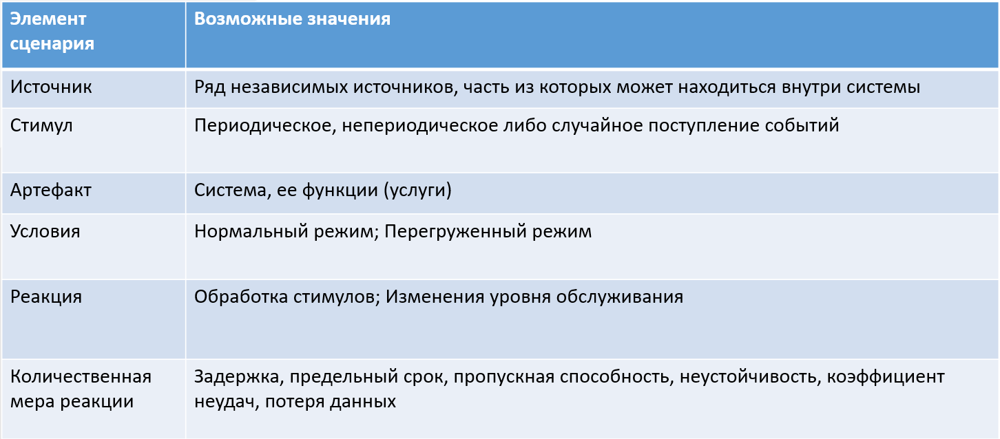 Элемент
сценария
Возможные значения
Источник
Ряд независимых источников, часть из которых может находиться внутри системы
Стимул
Периодическое, непериодическое либо случайное поступление событий
Артефакт
Система, ее функции (услуги)
Условия
Нормальный режим; Перегруженный режим
Реакция
Обработка стимулов; Изменения уровня обслуживания
Количественная
мера реакции
Задержка, предельный срок, пропускная способность, неустойчивость, коэффициент
неудач, потеря данных